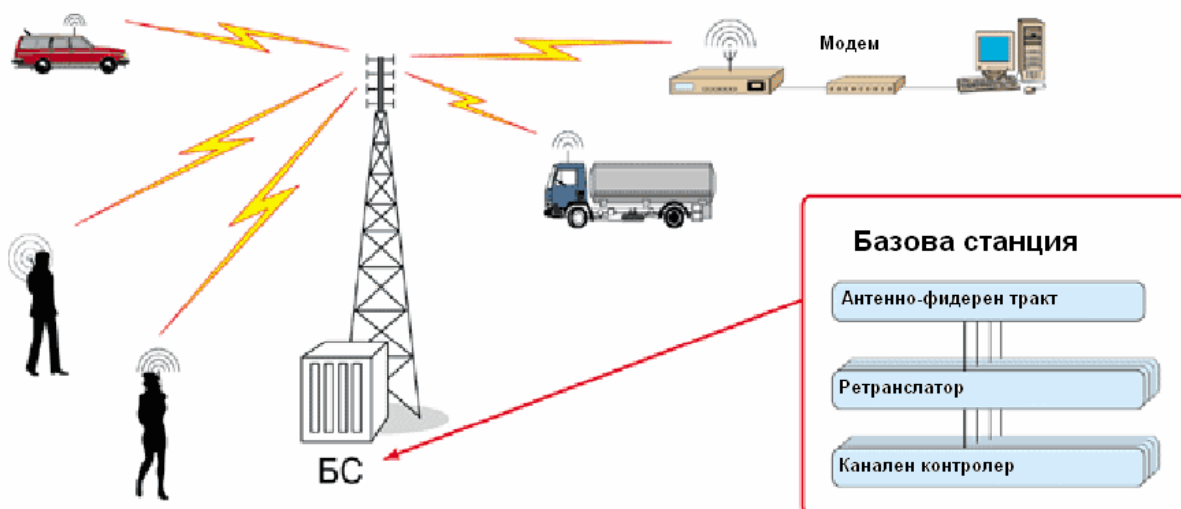 Модем
Базова станция
Антенно-фидерен тракт
Ретранслатор
Канален контролер
БС